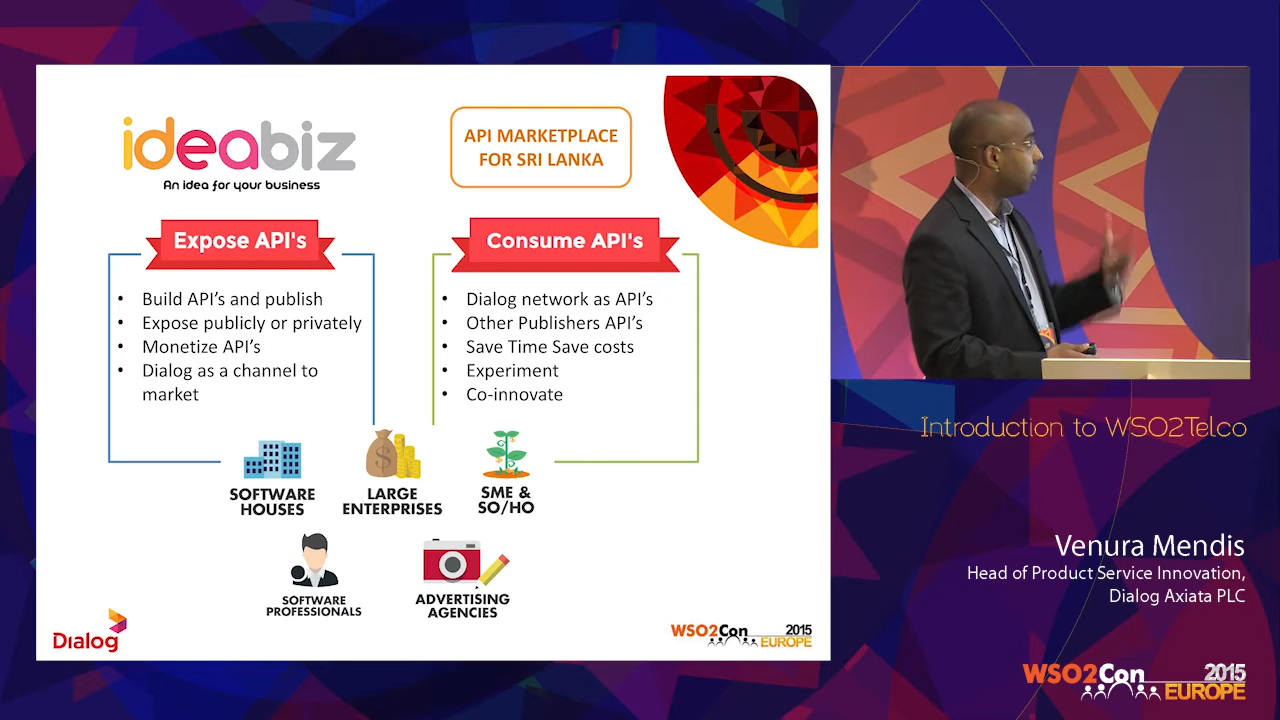 ideabiz
An idea for your business
API MARKETPLACE
FOR SRI LANKA
Expose API's
• Build API's and publish
• Expose publicly or privately
• Monetize API's
• Dialog as a channel to
market
Consume API's
• Dialog network as API's
• Other Publishers API's
• Save Time Save costs
• Experiment
• Co-innovate
SOFTWARE
HOUSES
$
LARGE
ENTERPRISES
SME &
SO/HO
SOFTWARE
PROFESSIONALS
ADVERTISING
AGENCIES
Dialog
WSO2Con 2015
EUROPE
Introduction to WSO2Telco
Venura Mendis
Head of Product Service Innovation,
Dialog Axiata PLC
WSO2Con 2015
EUROPE